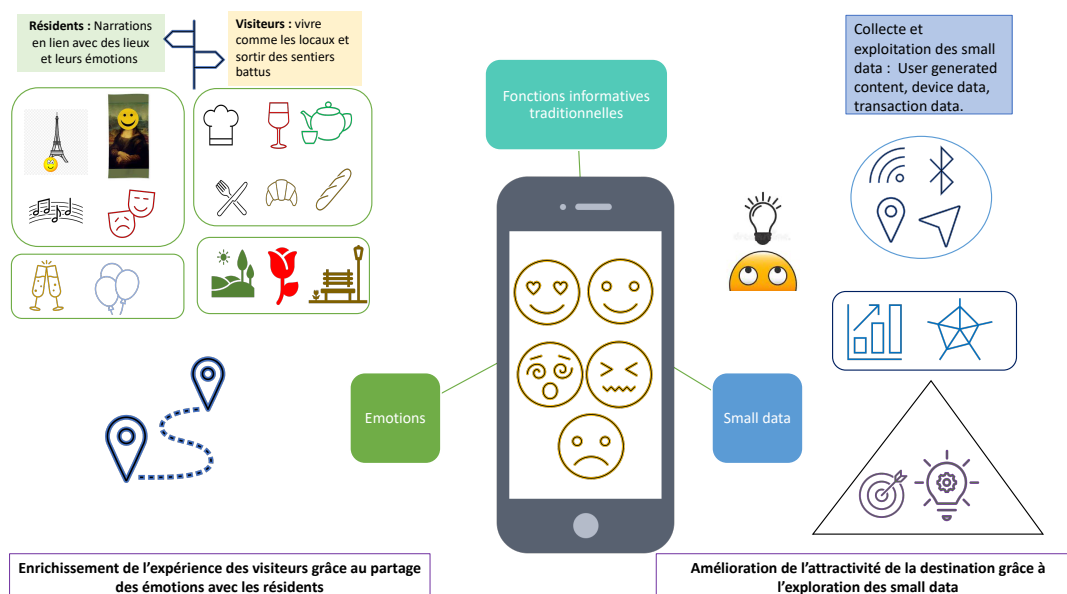 Résidents : Narrations
en lien avec des lieux
et leurs émotions
Visiteurs : vivre
comme les locaux et
sortir des sentiers
battus
Fonctions informatives
traditionnelles
Collecte et
exploitation des small
data : User generated
content, device data,
transaction data.
Emotions
Small data
Enrichissement de l’expérience des visiteurs grâce au partage
des émotions avec les résidents
Amélioration de l’attractivité de la destination grâce à
l’exploration des small data